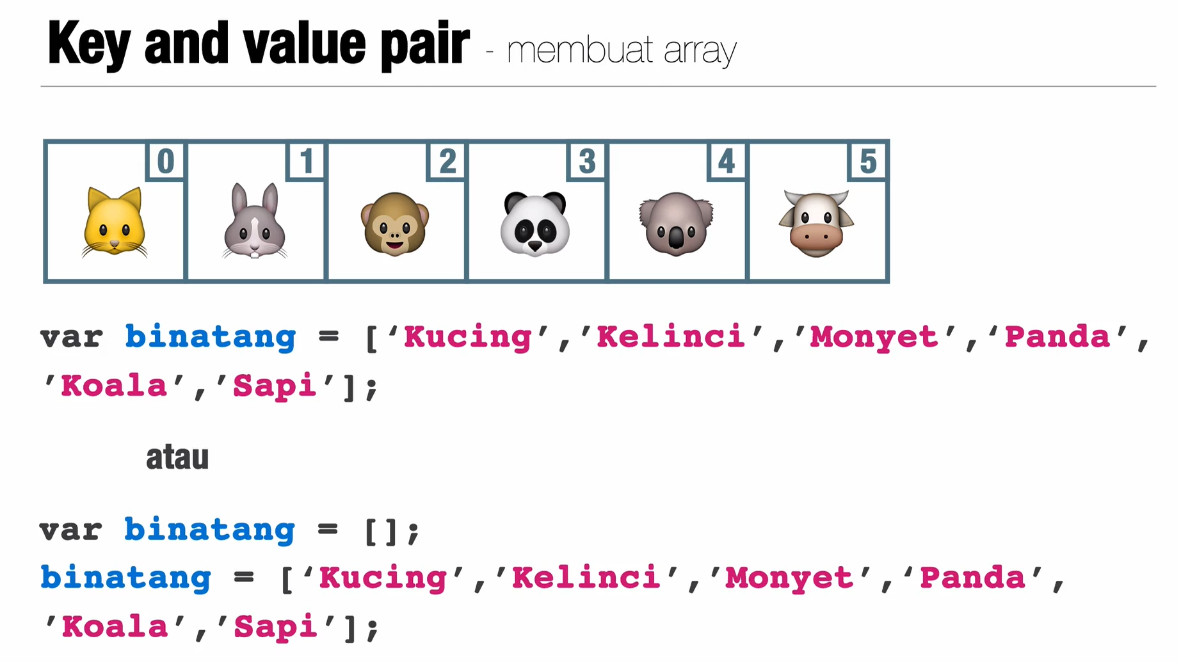 Key and value pair - membuat array
0 1 2 3 4 5
var binatang = [‘Kucing’,’Kelinci’,’Monyet’,‘Panda’,
’Koala’,’Sapi’];
atau
var binatang = [];
binatang = [‘Kucing’,’Kelinci’,’Monyet’,‘Panda’,
’Koala’,’Sapi’];